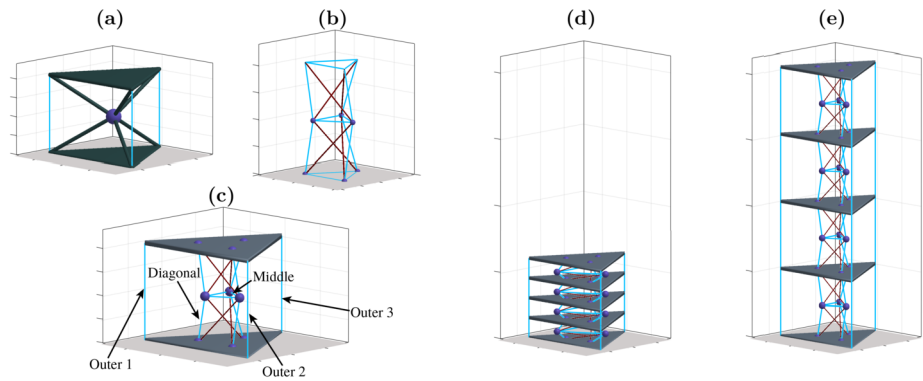 (a)
(b)
(c)
Diagonal
Middle
Outer 1
Outer 2
Outer 3
(d)
(e)